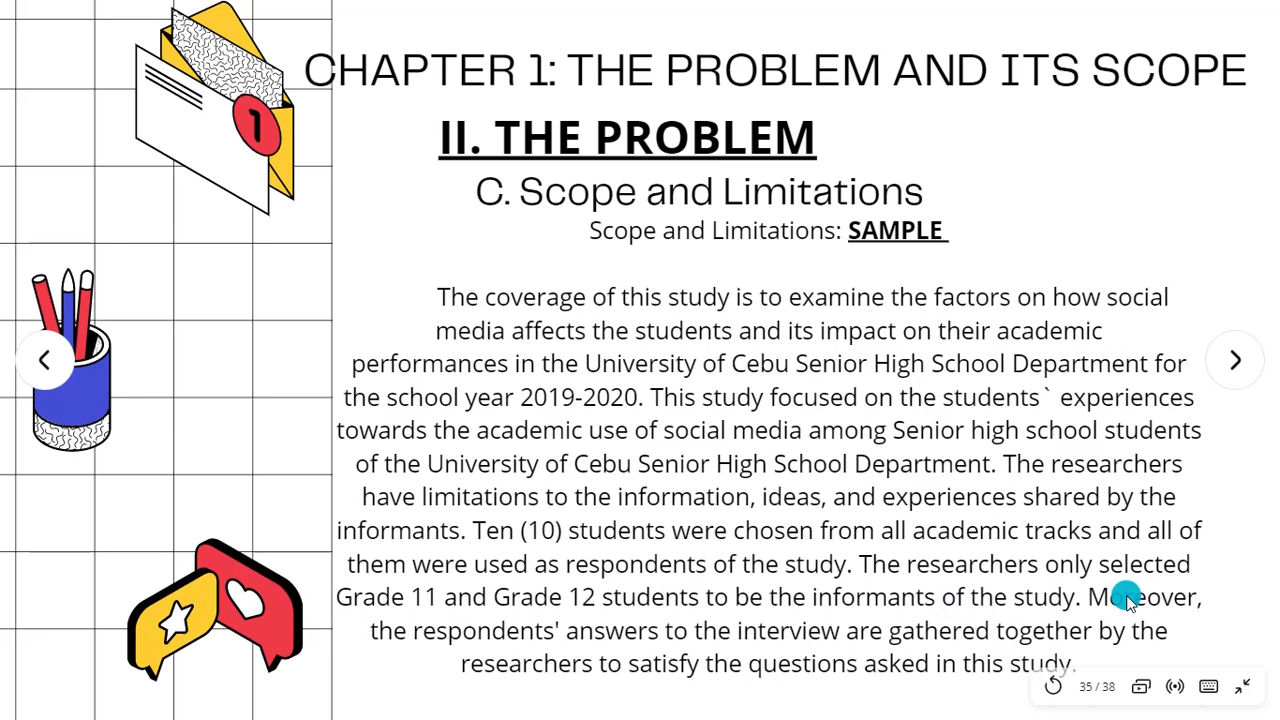 1
CHAPTER 1: THE PROBLEM AND ITS SCOPE
II. THE PROBLEM
C. Scope and Limitations
Scope and Limitations: SAMPLE
The coverage of this study is to examine the factors on how social
media affects the students and its impact on their academic
performances in the University of Cebu Senior High School Department for
the school year 2019-2020. This study focused on the students` experiences
towards the academic use of social media among Senior high school students
of the University of Cebu Senior High School Department. The researchers
have limitations to the information, ideas, and experiences shared by the
informants. Ten (10) students were chosen from all academic tracks and all of
them were used as respondents of the study. The researchers only selected
Grade 11 and Grade 12 students to be the informants of the study. Moreover,
the respondents' answers to the interview are gathered together by the
researchers to satisfy the questions asked in this study.
35 / 38